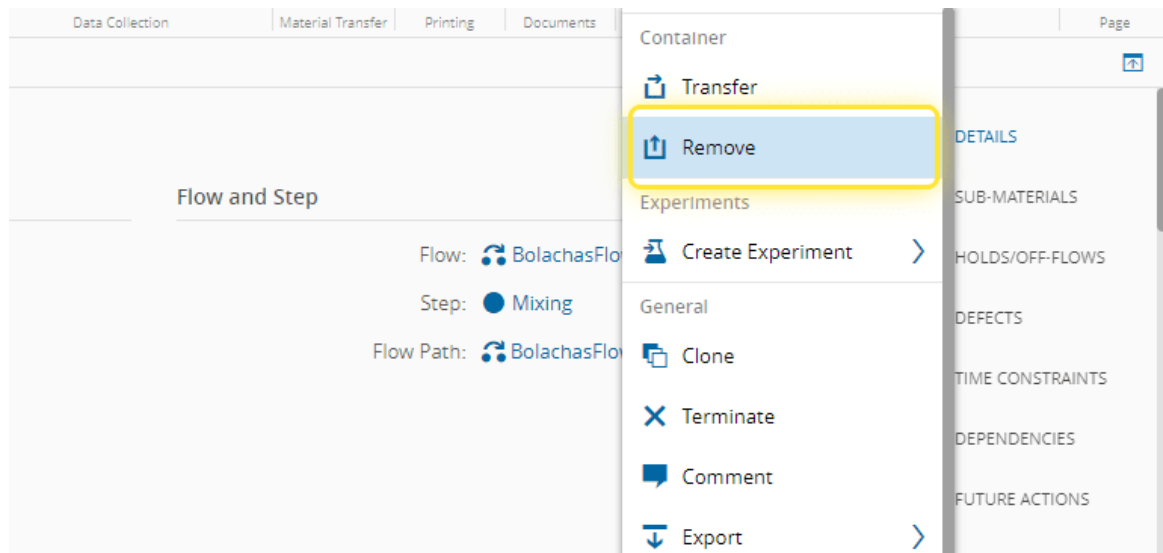 Data Collection
Material Transfer
Printing
Documents
Page
Container
Transfer
Remove
Experiments
Create Experiment
General
Clone
Terminate
Comment
Export
Flow and Step
Flow: BolachasFlo
Step: Mixing
Flow Path: BolachasFlo
DETAILS
SUB-MATERIALS
HOLDS/OFF-FLOWS
DEFECTS
TIME CONSTRAINTS
DEPENDENCIES
FUTURE ACTIONS